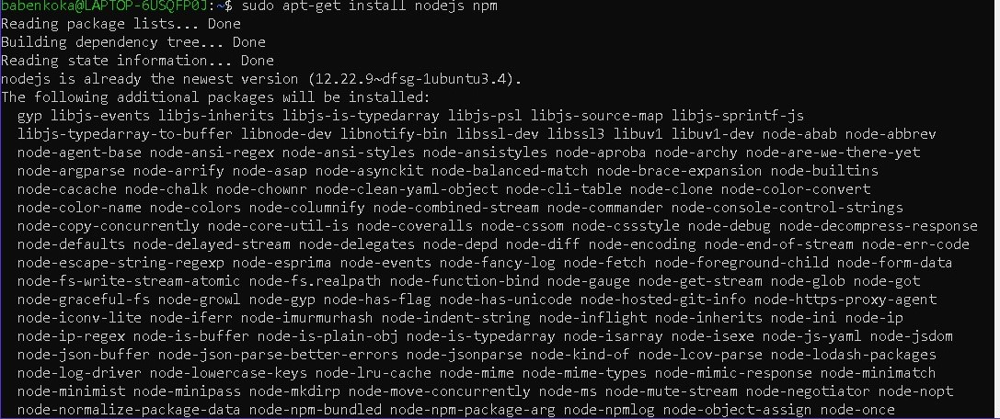 babenkoka@LAPTOP-6USQFP0J:~$ sudo apt-get install nodejs npm
Reading package lists... Done
Building dependency tree... Done
Reading state information... Done
nodejs is already the newest version (12.22.9~dfsg-1ubuntu3.4).
The following additional packages will be installed:
  gyp libjs-events libjs-inherits libjs-is-typedarray libjs-psl libjs-source-map libjs-sprintf-js
  libjs-typedarray-to-buffer libnode-dev libnotify-bin libssl-dev libssl3 libuv1 libuv1-dev node-abab node-abbrev
  node-agent-base node-ansi-regex node-ansi-styles node-ansistyles node-aproba node-archy node-are-we-there-yet
  node-argparse node-arrify node-asap node-asynckit node-balanced-match node-brace-expansion node-builtins
  node-cacache node-chalk node-chownr node-clean-yaml-object node-cli-table node-clone node-color-convert
  node-color-name node-colors node-columnify node-combined-stream node-commander node-console-control-strings
  node-copy-concurrently node-core-util-is node-coveralls node-cssom node-cssstyle node-debug node-decompress-response
  node-defaults node-delayed-stream node-delegates node-depd node-diff node-encoding node-end-of-stream node-err-code
  node-escape-string-regexp node-esprima node-events node-fancy-log node-fetch node-foreground-child node-form-data
  node-fs-write-stream-atomic node-fs.realpath node-function-bind node-gauge node-get-stream node-glob node-got
  node-graceful-fs node-growl node-gyp node-has-flag node-has-unicode node-hosted-git-info node-https-proxy-agent
  node-iconv-lite node-iferr node-imurmurhash node-indent-string node-inflight node-inherits node-ini node-ip
  node-ip-regex node-is-buffer node-is-plain-obj node-is-typedarray node-isarray node-isexe node-js-yaml node-jsdom
  node-json-buffer node-json-parse-better-errors node-jsonparse node-kind-of node-lcov-parse node-lodash-packages
  node-log-driver node-lowercase-keys node-lru-cache node-mime node-mime-types node-mimic-response node-minimatch
  node-minimist node-minipass node-mkdirp node-move-concurrently node-ms node-mute-stream node-negotiator node-nopt
  node-normalize-package-data node-npm-bundled node-npm-package-arg node-npmlog node-object-assign node-once